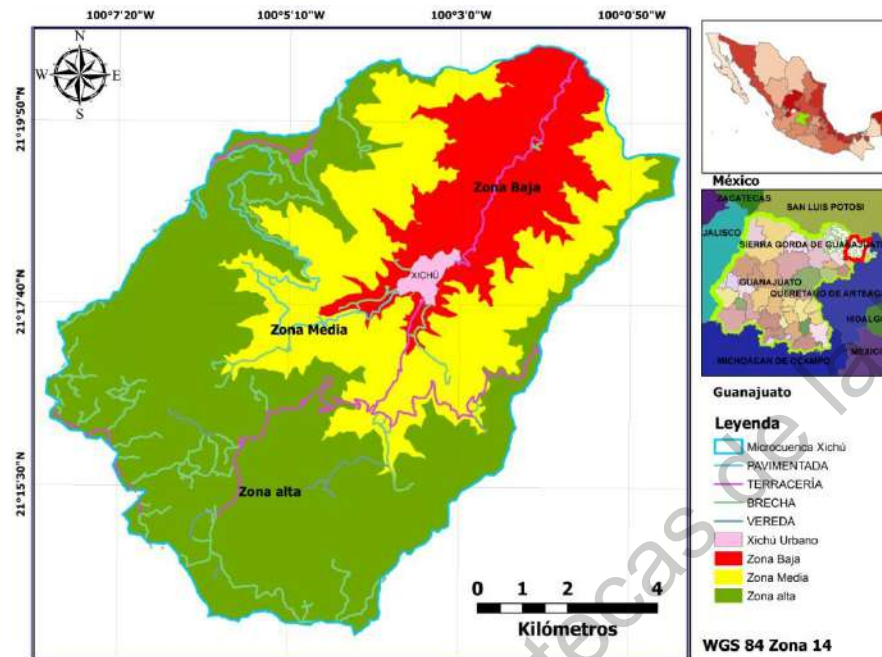 100°7'20"W 100°5'10"W 100°3'0"W 100°0'50"W
N
W E
S
21°19'50"N
21°17'40"N
21°15'30"N
Zona Baja
XICHÚ
Zona Media
Zona alta
0 1 2 4
Kilómetros
México
ZACATECAS
SAN LUIS POTOSI
JALISCO
SIERRA GORDA DE GUANAJUATO
GUANAJUATO
QUERETARO DE ARTEAGA
HIDALGO
MEXICO
MICHOACAN DE OCAMPO
Guanajuato
Leyenda
Microcuenca Xichú
PAVIMENTADA
TERRACERÍA
BRECHA
VEREDA
Xichú Urbano
Zona Baja
Zona Media
Zona alta
WGS 84 Zona 14
otecas de la